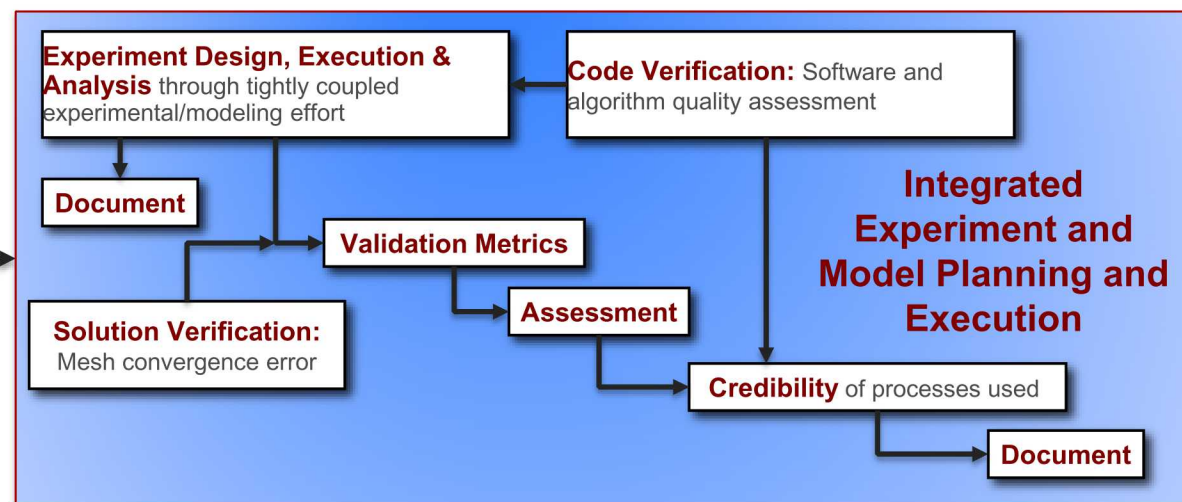 Experiment Design, Execution &
Analysis through tightly coupled
experimental/modeling effort
Code Verification: Software and
algorithm quality assessment
Document
Integrated
Experiment and
Model Planning and
Execution
Validation Metrics
Assessment
Solution Verification:
Mesh convergence error
Credibility of processes used
Document